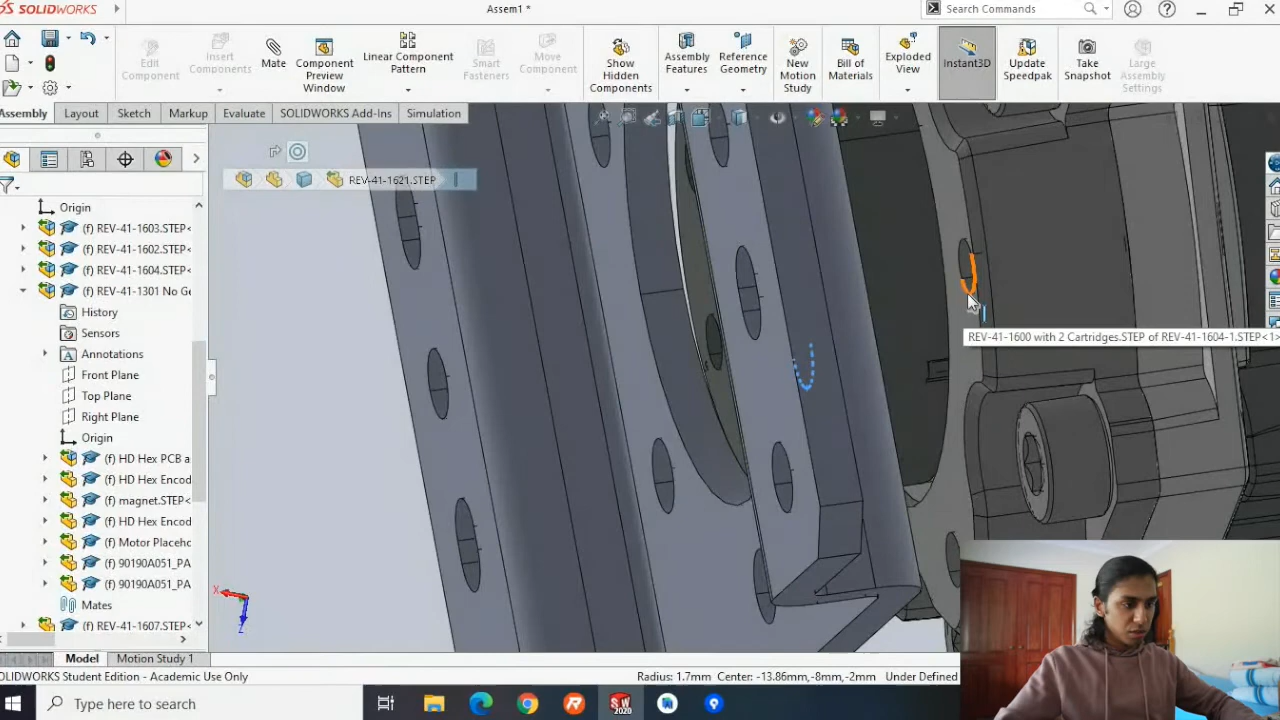 SOLIDWORKS
Assem1 *
Search Commands
Edit Component
Insert Components
Mate
Component Preview Window
Linear Component Pattern
Smart Fasteners
Move Component
Show Hidden Components
Assembly Features
Reference Geometry
New Motion Study
Bill of Materials
Exploded View
Instant3D
Update Speedpak
Take Snapshot
Large Assembly Settings
Assembly
Layout
Sketch
Markup
Evaluate
SOLIDWORKS Add-Ins
Simulation
REV-41-1621.STEP
Origin
(f) REV-41-1603.STEP<
(f) REV-41-1602.STEP<
(f) REV-41-1604.STEP<
(f) REV-41-1301 No Ge
History
Sensors
Annotations
Front Plane
Top Plane
Right Plane
Origin
(f) HD Hex PCB a
(f) HD Hex Encod
(f) magnet.STEP<
(f) HD Hex Encod
(f) Motor Placeho
(f) 90190A051_PA
(f) 90190A051_PA
Mates
(f) REV-41-1607.STEP<
REV-41-1600 with 2 Cartridges.STEP of REV-41-1604-1.STEP<1>
X
Z
Model
Motion Study 1
SOLIDWORKS Student Edition - Academic Use Only
Radius: 1.7mm Center: -13.86mm,-8mm,-2mm
Under Defined
Type here to search
SW
2020